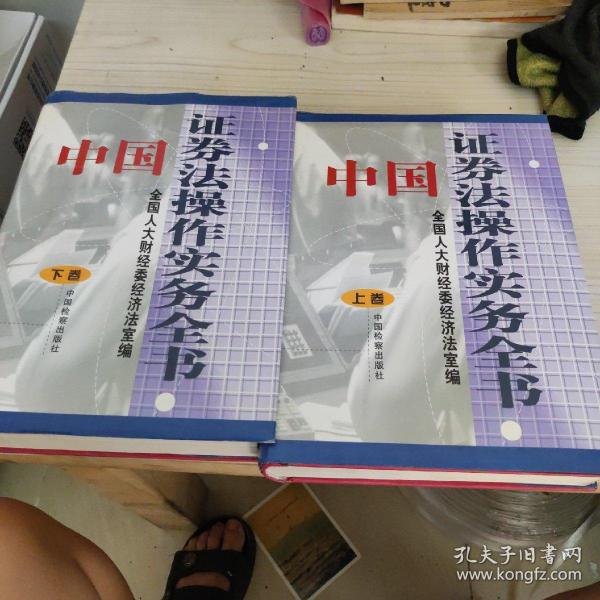 中国
证券法操作实务全书
全国人大财经委经济法室编
下卷
中国检察出版社
中国
证券法操作实务全书
全国人大财经委经济法室编
上卷
中国检察出版社
孔夫子旧书网
www.kongfz.com